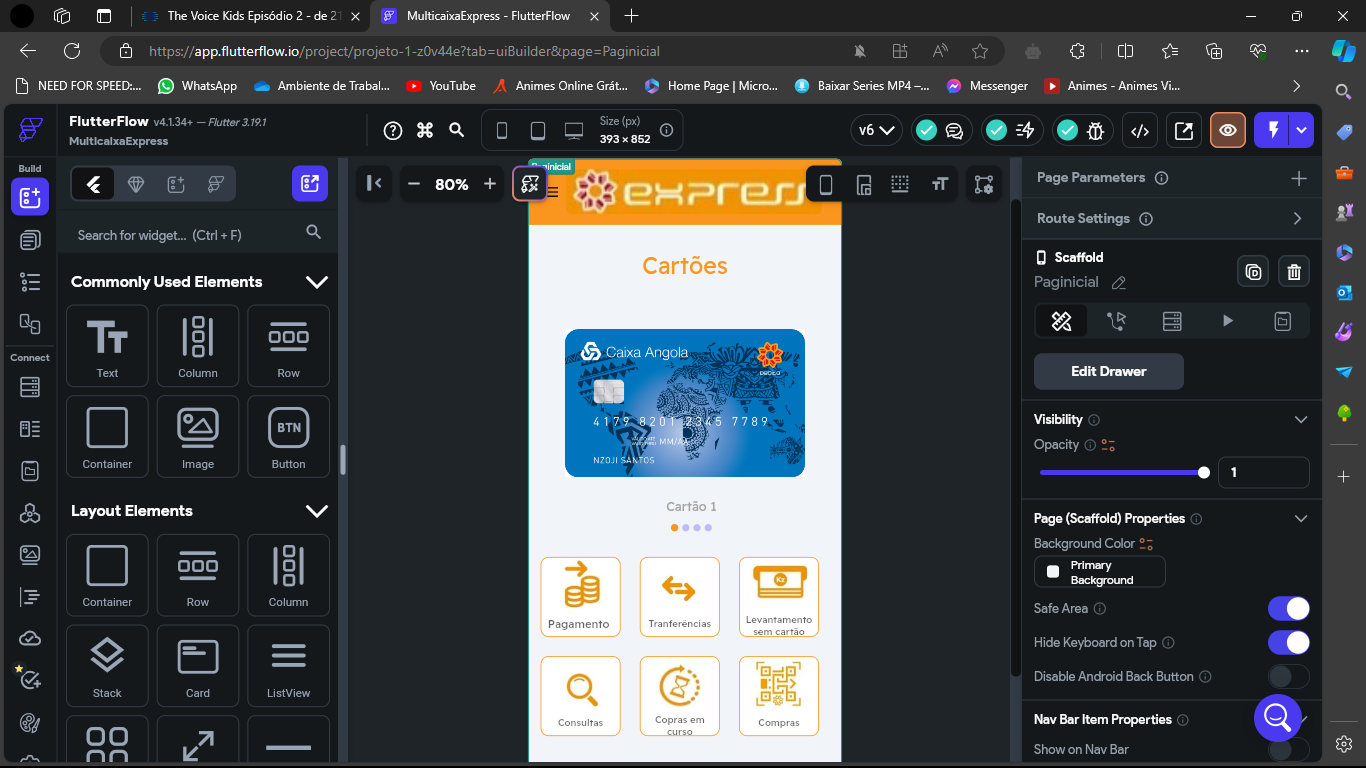 The Voice Kids Episódio 2 - de 21
MulticaixaExpress - FlutterFlow
https://app.flutterflow.io/project/projeto-1-z0v44e?tab=uiBuilder&page=Paginicial
NEED FOR SPEED:...
WhatsApp
Ambiente de Trabal...
YouTube
Animes Online Grát...
Home Page | Micro...
Baixar Series MP4 –...
Messenger
Animes - Animes Vi...
FlutterFlow v4.1.34+ — Flutter 3.19.1
MulticaixaExpress
Size (px)
393 × 852
v6
Build
80%
Paginicial
express
Page Parameters
Search for widget... (Ctrl + F)
Route Settings
Commonly Used Elements
Cartões
Scaffold
Paginicial
Text
Column
Row
Connect
Caixa Angola
DÉBITO
Edit Drawer
Container
Image
BTN
Button
4179 8201 2345 7789
MM/AA
NZOJI SANTOS
Visibility
Opacity
1
Layout Elements
Cartão 1
Page (Scaffold) Properties
Background Color
Primary
Background
Container
Row
Column
Pagamento
Tranferências
Kz
Levantamento
sem cartão
Safe Area
Hide Keyboard on Tap
Disable Android Back Button
Stack
Card
ListView
Consultas
Copras em
curso
Compras
Nav Bar Item Properties
Show on Nav Bar